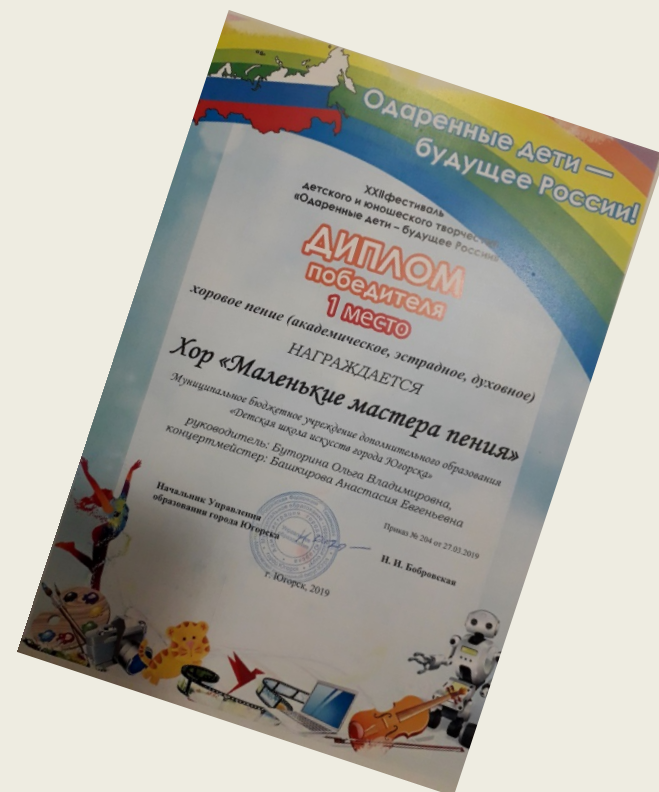 Одаренные дети —
будущее России!
XXIIфестиваль
детского и юношеского творчества
«Одаренные дети – будущее России»
ДИПЛОМ
победителя
1 место
хоровое пение (академическое, эстрадное, духовное)
НАГРАЖДАЕТСЯ
Хор «Маленькие мастера пения»
Муниципальное бюджетное учреждение дополнительного образования
«Детская школа искусств города Югорска»
руководитель: Буторина Ольга Владимировна,
концертмейстер: Башкирова Анастасия Евгеньевна
Начальник Управления
образования города Югорска
Приказ № 204 от 27.03.2019
Н. И. Бобровская
г. Югорск, 2019